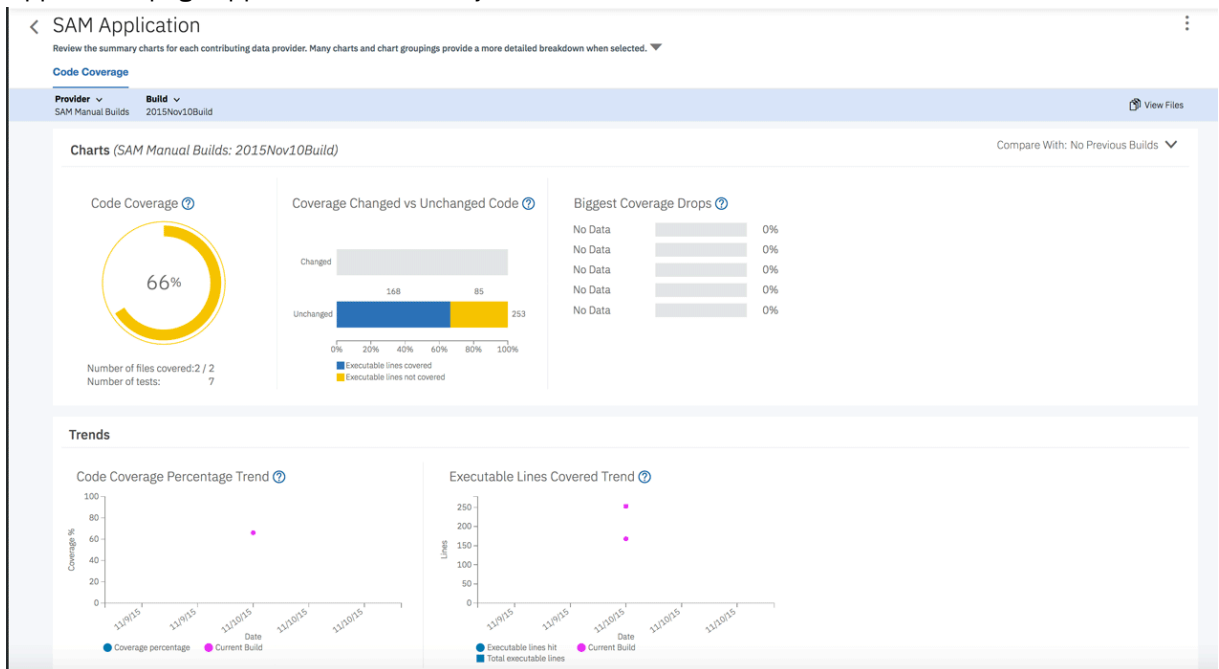 SAM Application
Review the summary charts for each contributing data provider. Many charts and chart groupings provide a more detailed breakdown when selected.
Code Coverage
Provider Build
SAM Manual Builds 2015Nov10Build
View Files
Charts (SAM Manual Builds: 2015Nov10Build)
Compare With: No Previous Builds
Code Coverage
66%
Number of files covered:2 / 2
Number of tests: 7
Coverage Changed vs Unchanged Code
Changed
168 85
Unchanged 253
0% 20% 40% 60% 80% 100%
Executable lines covered
Executable lines not covered
Biggest Coverage Drops
No Data 0%
No Data 0%
No Data 0%
No Data 0%
No Data 0%
Trends
Code Coverage Percentage Trend
Coverage %
100
80
60
40
20
0
11/9/15 11/9/15 11/10/15 11/10/15 11/10/15
Date
Coverage percentage Current Build
Executable Lines Covered Trend
Lines
250
200
150
100
50
0
11/9/15 11/9/15 11/10/15 11/10/15 11/10/15
Date
Executable lines hit Current Build
Total executable lines